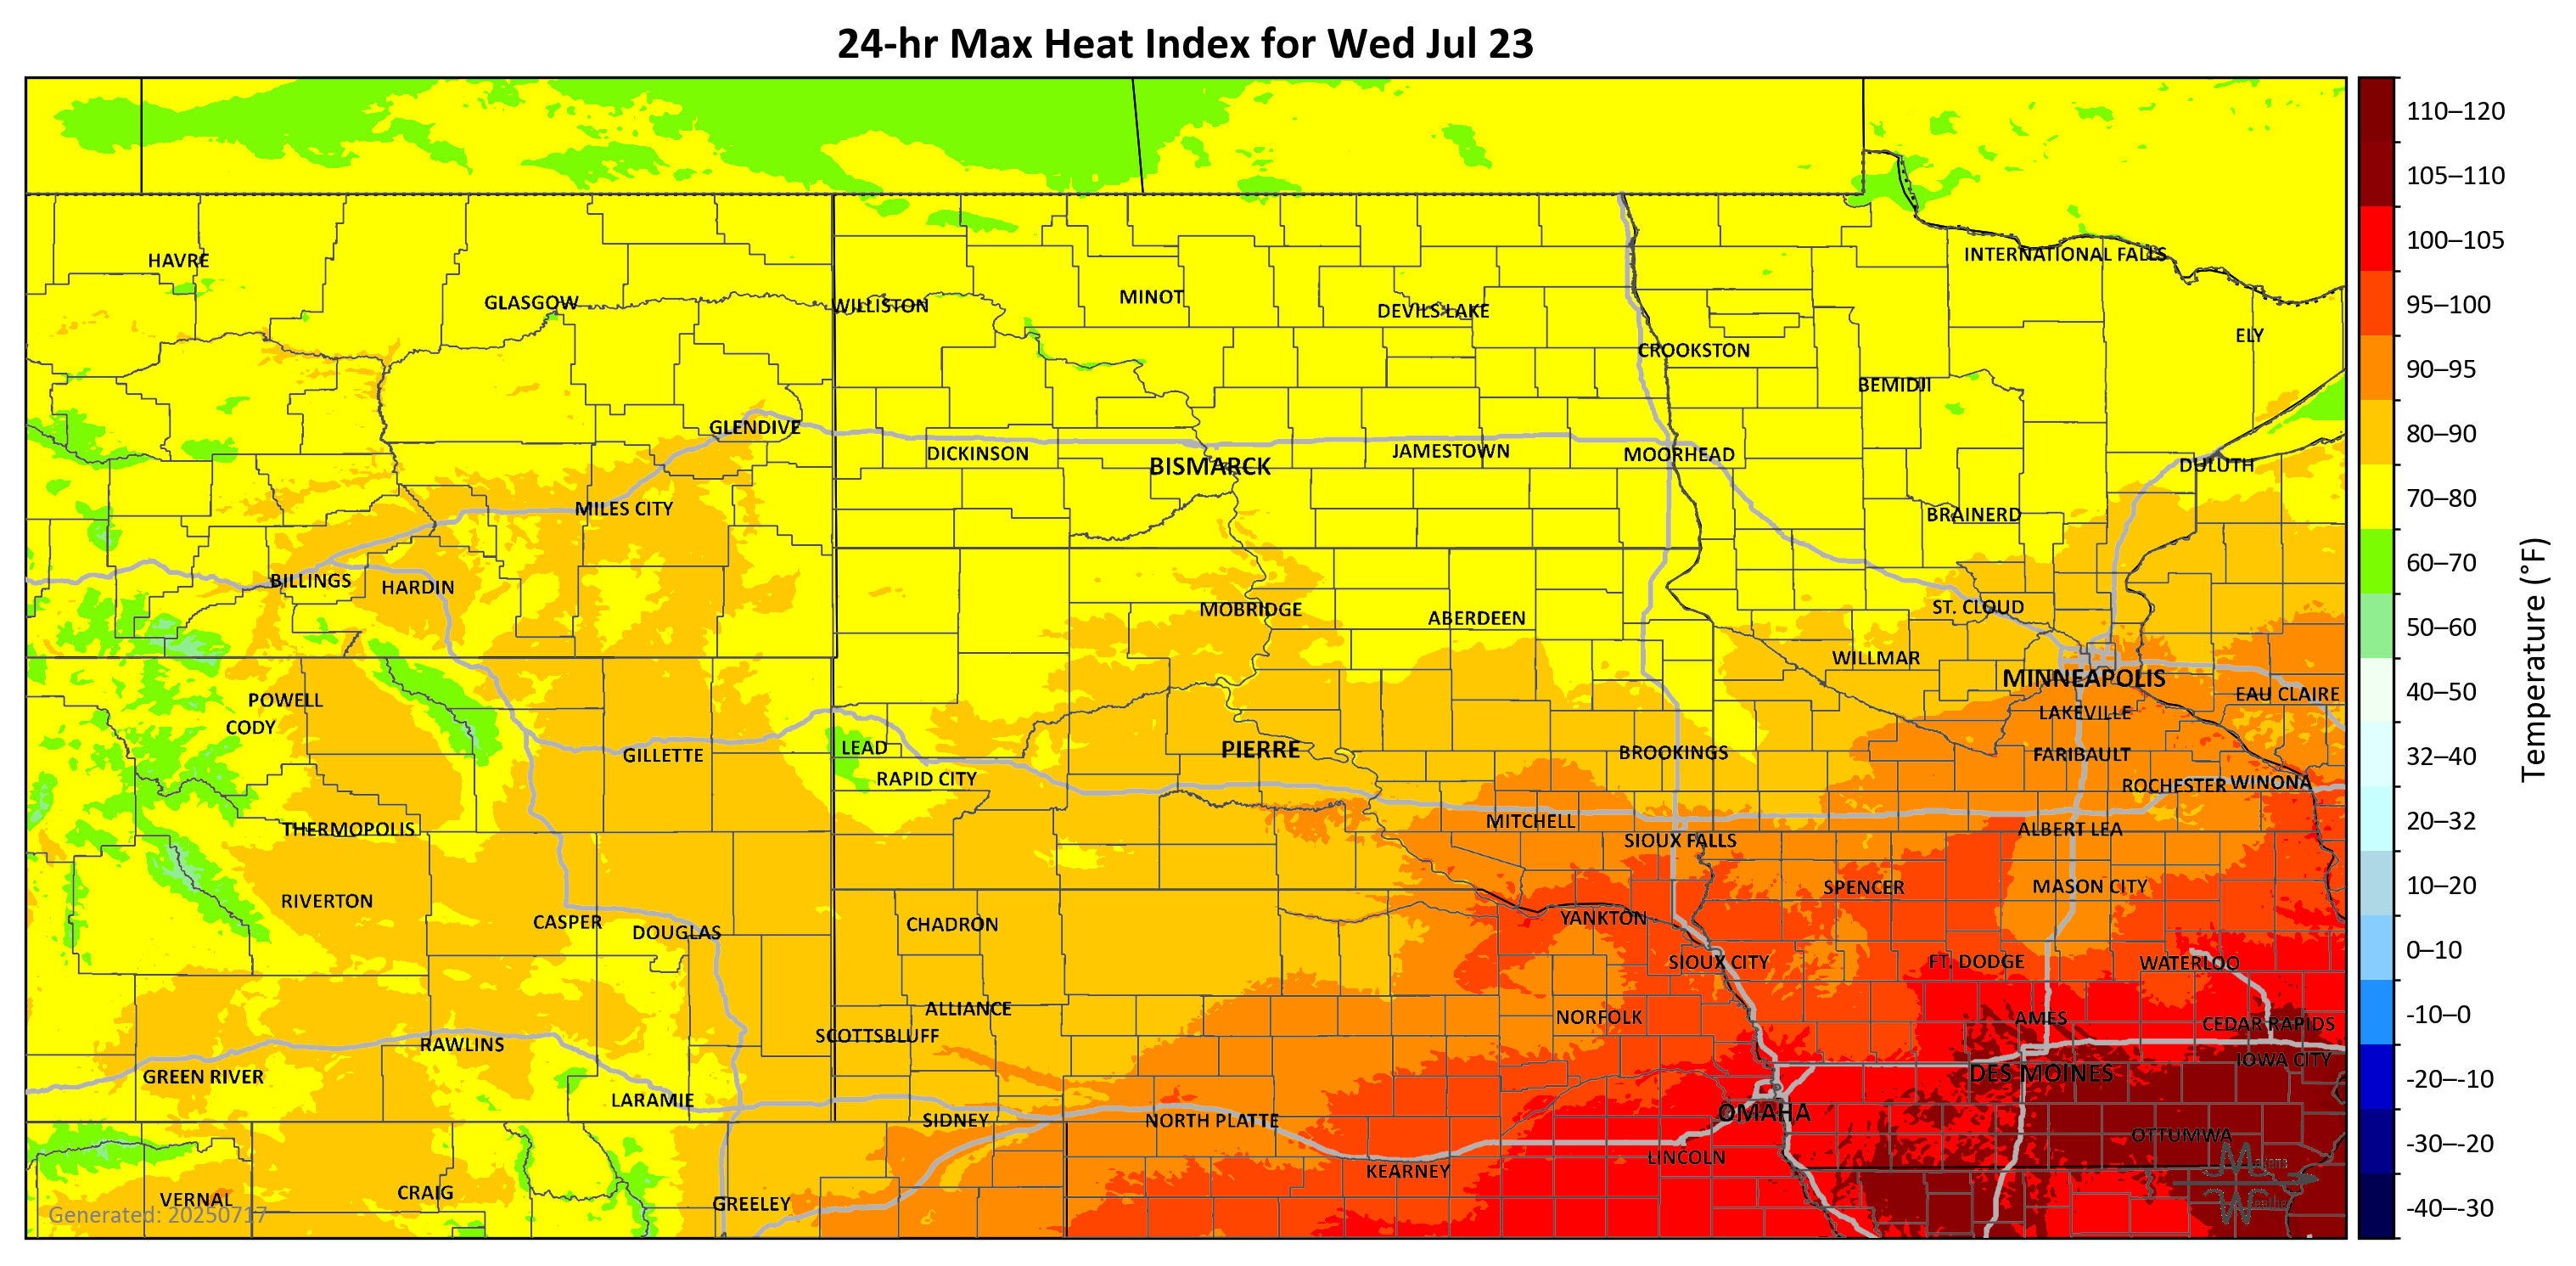 24-hr Max Heat Index for Wed Jul 23
110–120
105–110
100–105
95–100
90–95
80–90
70–80
60–70
50–60
40–50
32–40
20–32
10–20
0–10
-10–0
-20–-10
-30–-20
-40–-30
Temperature (°F)
HAVRE
INTERNATIONAL FALLS
GLASGOW
WILLISTON
MINOT
DEVILS LAKE
ELY
CROOKSTON
BEMIDJI
GLENDIVE
DICKINSON
BISMARCK
JAMESTOWN
MOORHEAD
DULUTH
MILES CITY
BRAINERD
BILLINGS
HARDIN
MOBRIDGE
ABERDEEN
ST. CLOUD
WILLMAR
MINNEAPOLIS
EAU CLAIRE
POWELL
CODY
LAKEVILLE
GILLETTE
LEAD
PIERRE
BROOKINGS
FARIBAULT
RAPID CITY
ROCHESTER
WINONA
THERMOPOLIS
MITCHELL
SIOUX FALLS
ALBERT LEA
RIVERTON
SPENCER
MASON CITY
CASPER
DOUGLAS
CHADRON
YANKTON
SIOUX CITY
FT. DODGE
WATERLOO
ALLIANCE
NORFOLK
AMES
CEDAR RAPIDS
SCOTTSBLUFF
RAWLINS
IOWA CITY
GREEN RIVER
DES MOINES
LARAMIE
SIDNEY
NORTH PLATTE
OMAHA
OTTUMWA
LINCOLN
KEARNEY
VERNAL
CRAIG
GREELEY
Makens
Weather
Generated: 20250717